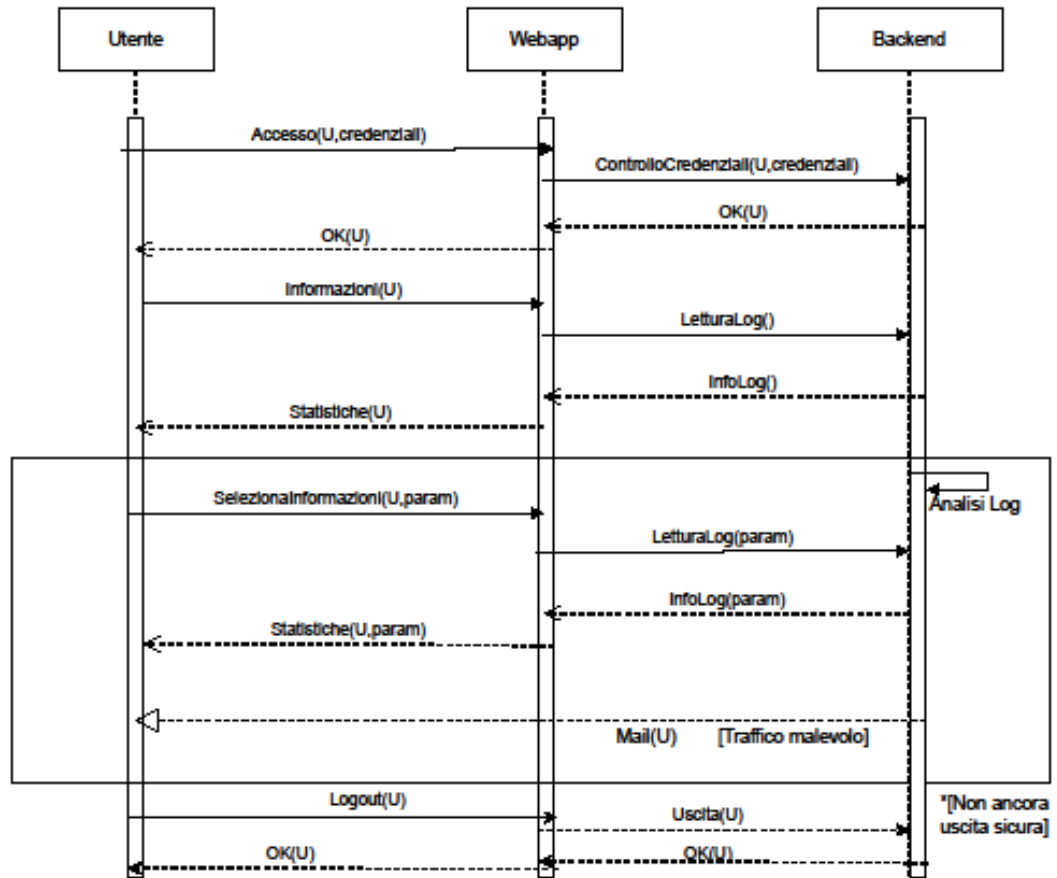 Utente
Webapp
Backend
Accesso(U,credenziali)
ControlloCredenziali(U,credenziali)
OK(U)
OK(U)
Informazioni(U)
LetturaLog()
InfoLog()
Statistiche(U)
Analisi Log
SelezionaInformazioni(U,param)
LetturaLog(param)
InfoLog(param)
Statistiche(U,param)
Mail(U) [Traffico malevolo]
Logout(U)
*[Non ancora
uscita sicura]
Uscita(U)
OK(U)
OK(U)